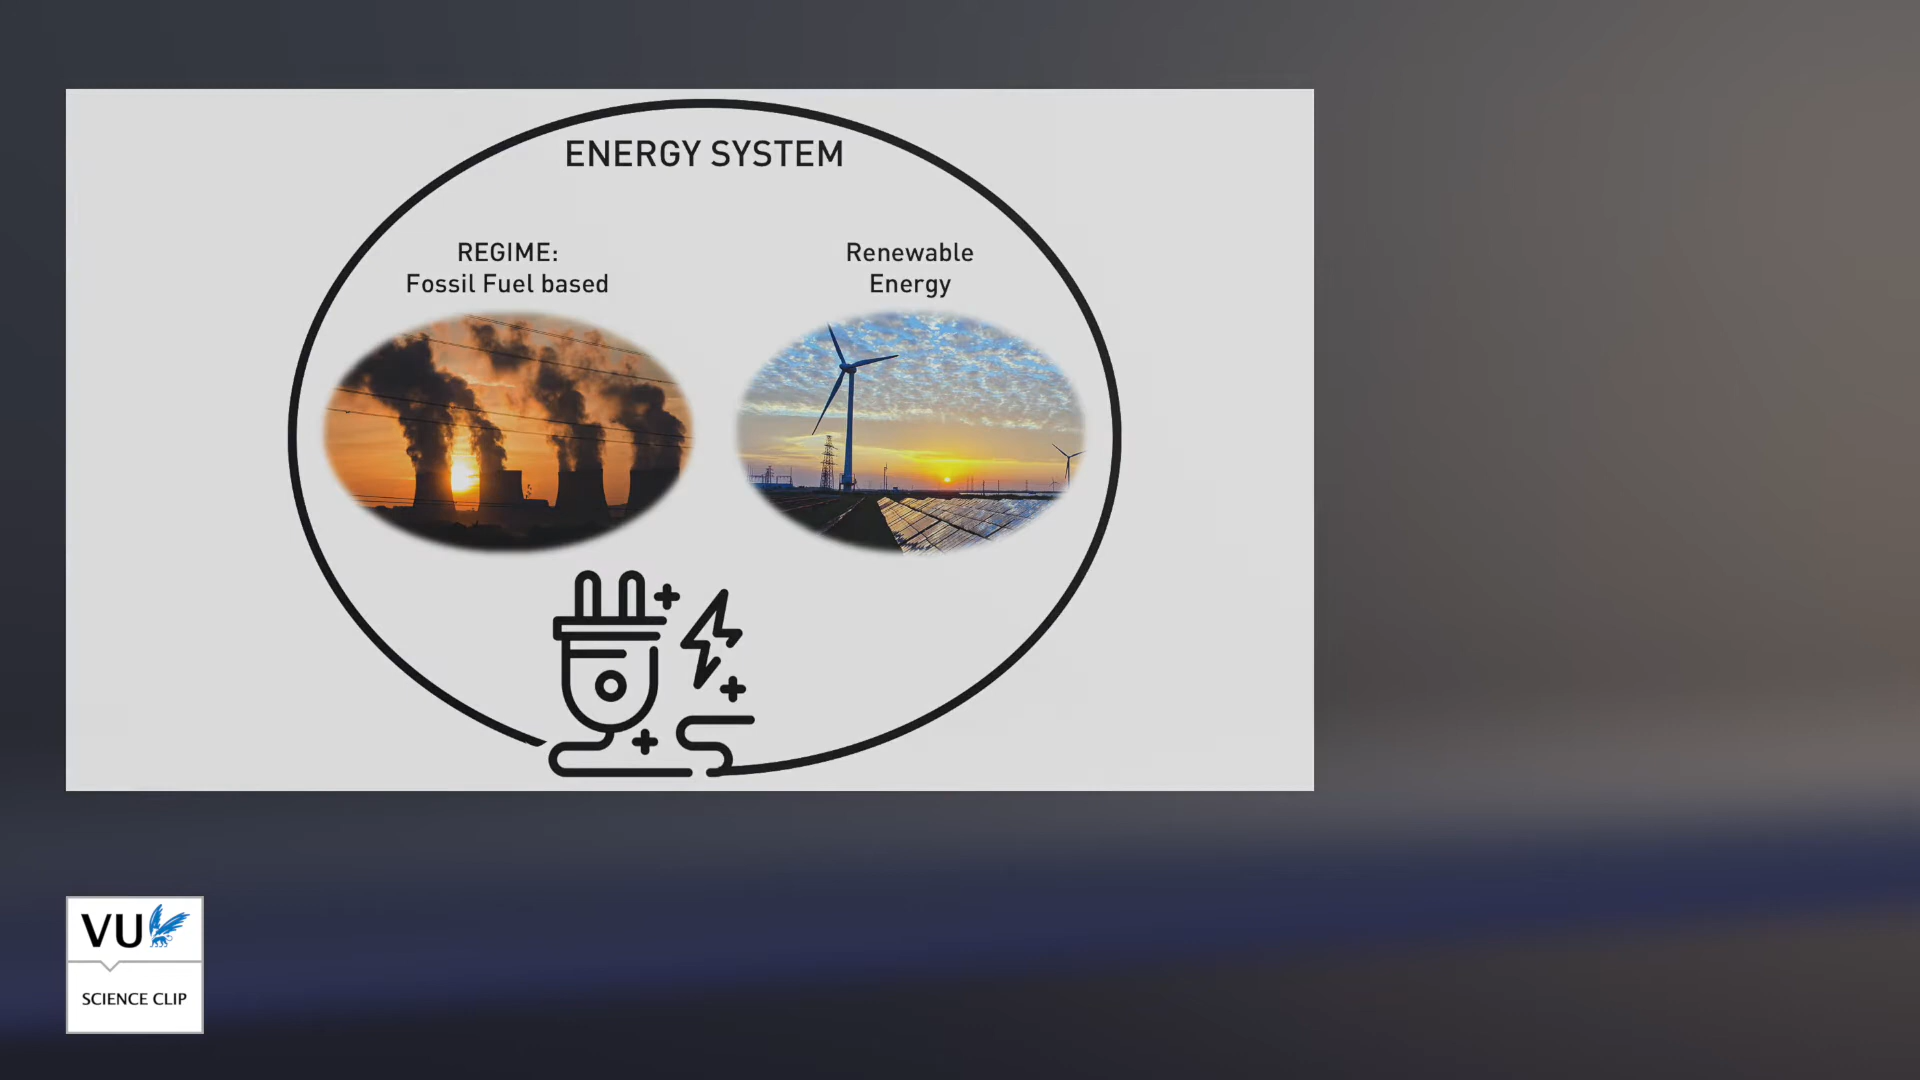 ENERGY SYSTEM
REGIME:
Fossil Fuel based
Renewable
Energy
VU
SCIENCE CLIP